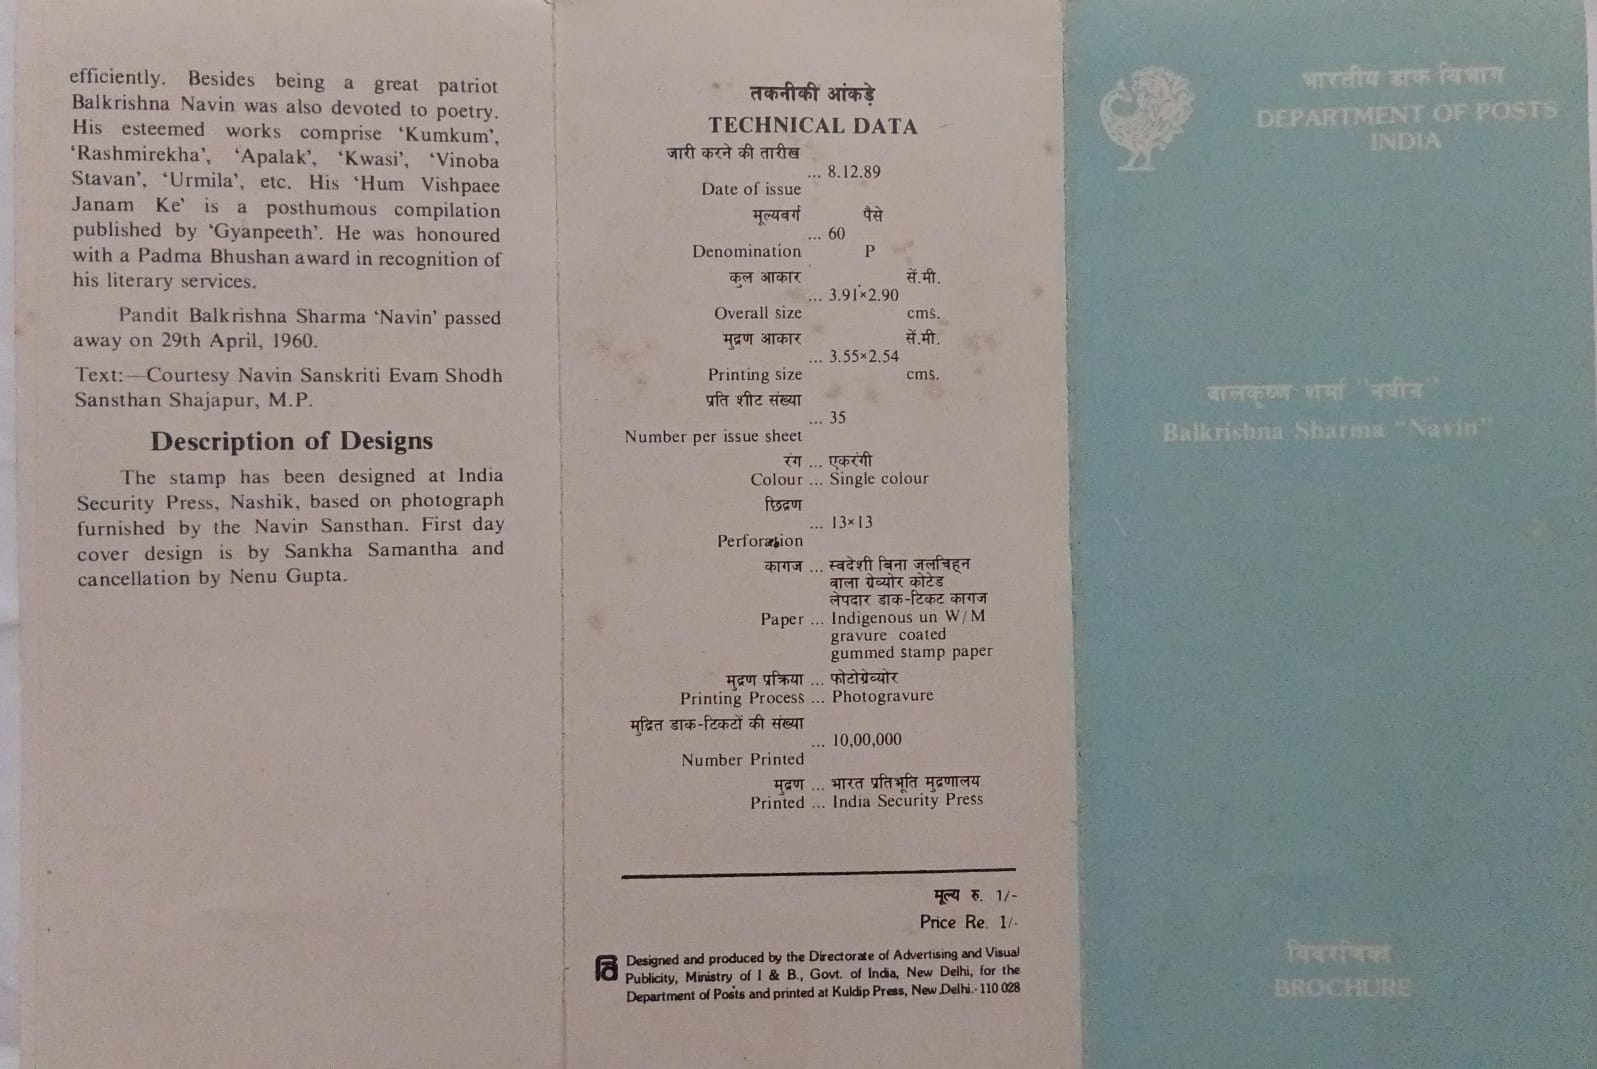 efficiently. Besides being a great patriot
Balkrishna Navin was also devoted to poetry.
His esteemed works comprise ‘Kumkum’,
‘Rashmirekha’, ‘Apalak’, ‘Kwasi’, ‘Vinoba
Stavan’, ‘Urmila’, etc. His ‘Hum Vishpaee
Janam Ke’ is a posthumous compilation
published by ‘Gyanpeeth’. He was honoured
with a Padma Bhushan award in recognition of
his literary services.
Pandit Balkrishna Sharma ‘Navin’ passed
away on 29th April, 1960.
Text:—Courtesy Navin Sanskriti Evam Shodh
Sansthan Shajapur, M.P.
Description of Designs
The stamp has been designed at India
Security Press, Nashik, based on photograph
furnished by the Navin Sansthan. First day
cover design is by Sankha Samantha and
cancellation by Nenu Gupta.
तकनीकी आंकड़े
TECHNICAL DATA
जारी करने की तारीख
... 8.12.89
Date of issue
मूल्यवर्ग पैसे
... 60
Denomination P
कुल आकार सें.मी.
... 3.91×2.90
Overall size cms.
मुद्रण आकार सें.मी.
... 3.55×2.54
Printing size cms.
प्रति शीट संख्या
... 35
Number per issue sheet
रंग ... एकरंगी
Colour ... Single colour
छिद्रण
... 13×13
Perforation
कागज ... स्वदेशी बिना जलचिहन
वाला ग्रेव्योर कोटेड
लेपदार डाक-टिकट कागज
Paper ... Indigenous un W/M
gravure coated
gummed stamp paper
मुद्रण प्रक्रिया ... फोटोग्रेव्योर
Printing Process ... Photogravure
मुद्रित डाक-टिकटों की संख्या
... 10,00,000
Number Printed
मुद्रण ... भारत प्रतिभूति मुद्रणालय
Printed ... India Security Press
मूल्य रु. 1/-
Price Re. 1/-
Designed and produced by the Directorate of Advertising and Visual
Publicity, Ministry of I & B., Govt. of India, New Delhi, for the
Department of Posts and printed at Kuldip Press, New Delhi.-110 028
भारतीय डाक विभाग
DEPARTMENT OF POSTS
INDIA
बालकृष्ण शर्मा "नवीन"
Balkrishna Sharma "Navin"
विवरणिका
BROCHURE